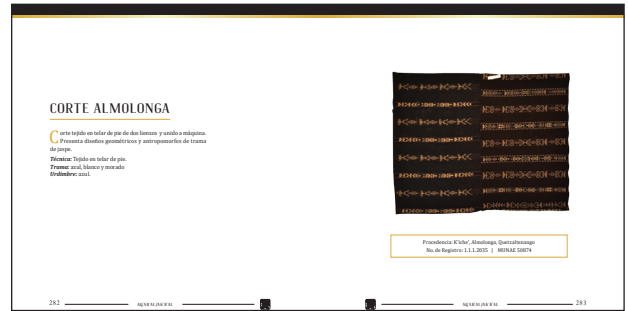 CORTE ALMOLONGA
Corte tejido en telar de pie de dos lienzos y unido a máquina.
Presenta diseños geométricos y antropomorfos de trama
de jaspe.
Técnica: Tejido en telar de pie.
Trama: azul, blanco y morado
Urdimbre: azul.
282
Procedencia: K'iche', Almolonga, Quetzaltenango
No. de Registro: 1.1.1.2035 | MUNAE 50874
283